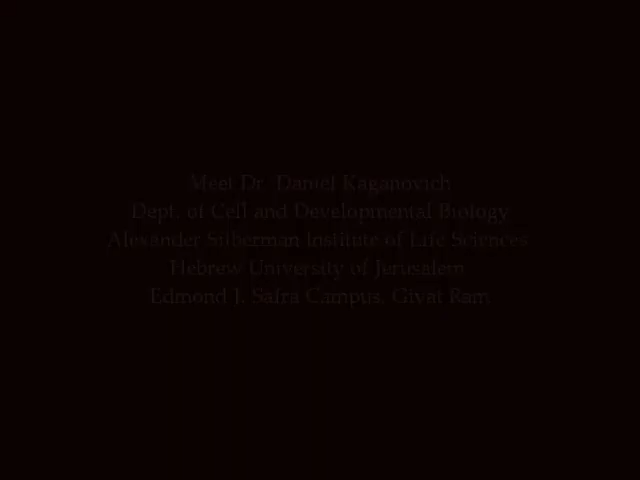 Meet Dr. Daniel Kaganovich
Dept. of Cell and Developmental Biology
Alexander Silberman Institute of Life Sciences
Hebrew University of Jerusalem
Edmond J. Safra Campus, Givat Ram